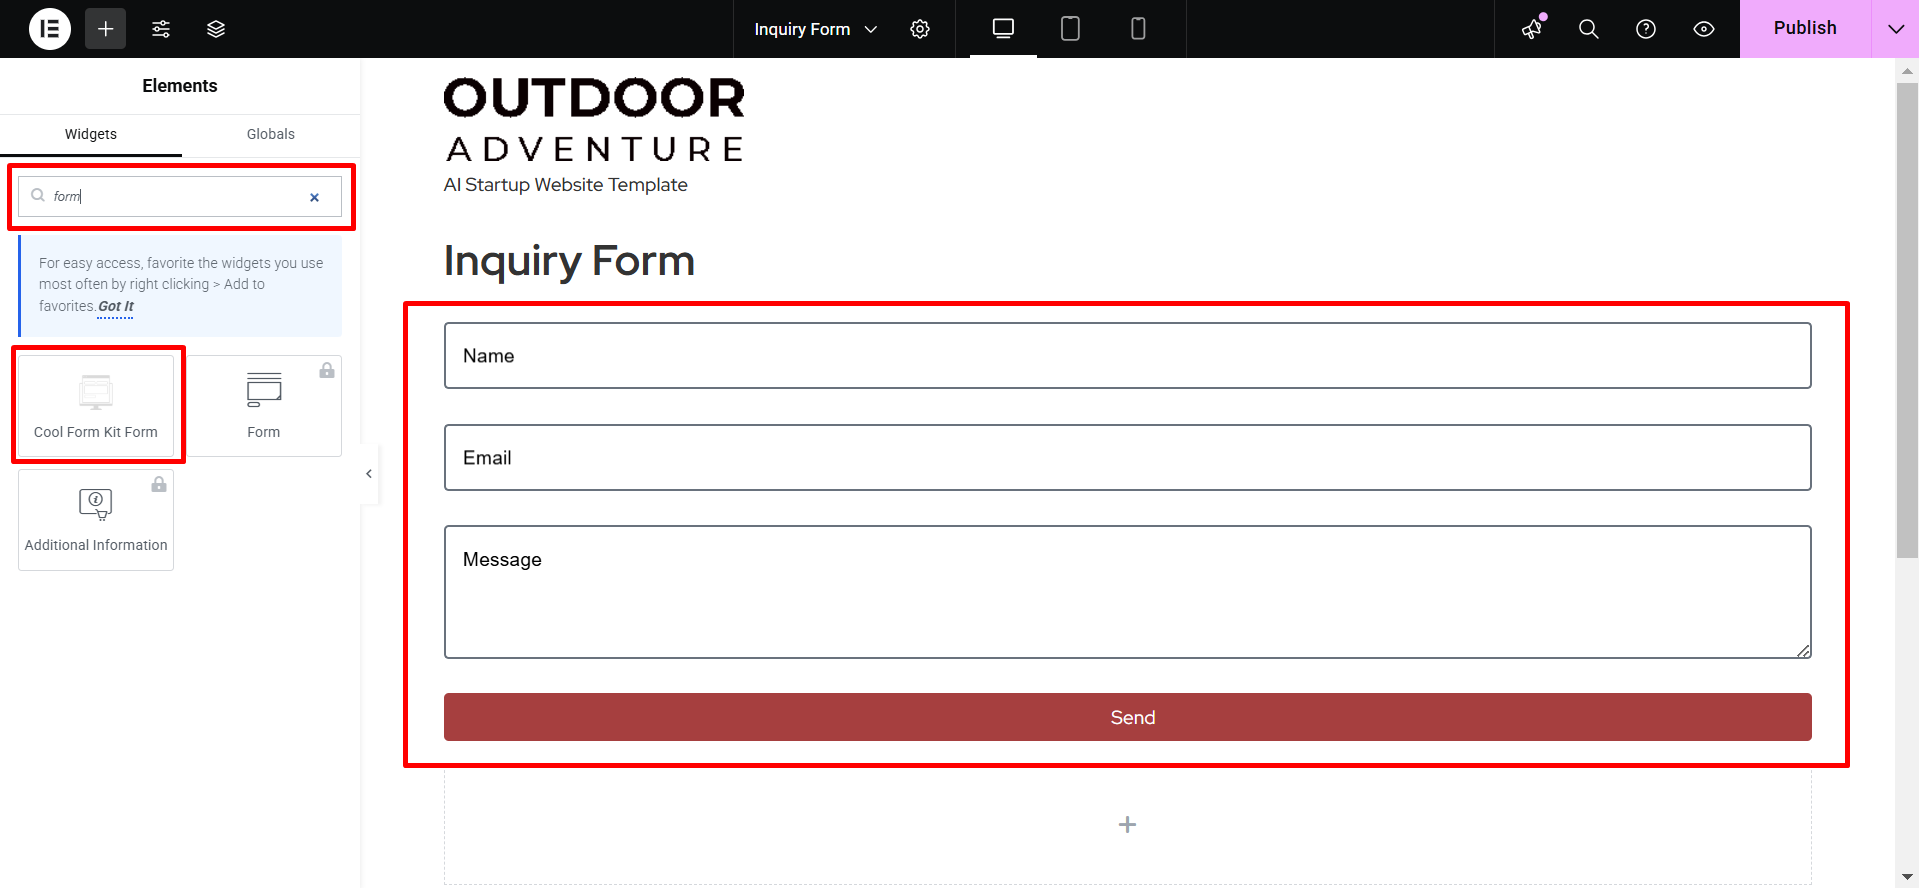 Inquiry Form
Publish
Elements
Widgets
Globals
form
For easy access, favorite the widgets you use
most often by right clicking > Add to
favorites. Got It
Cool Form Kit Form
Form
Additional Information
OUTDOOR
ADVENTURE
AI Startup Website Template
Inquiry Form
Name
Email
Message
Send